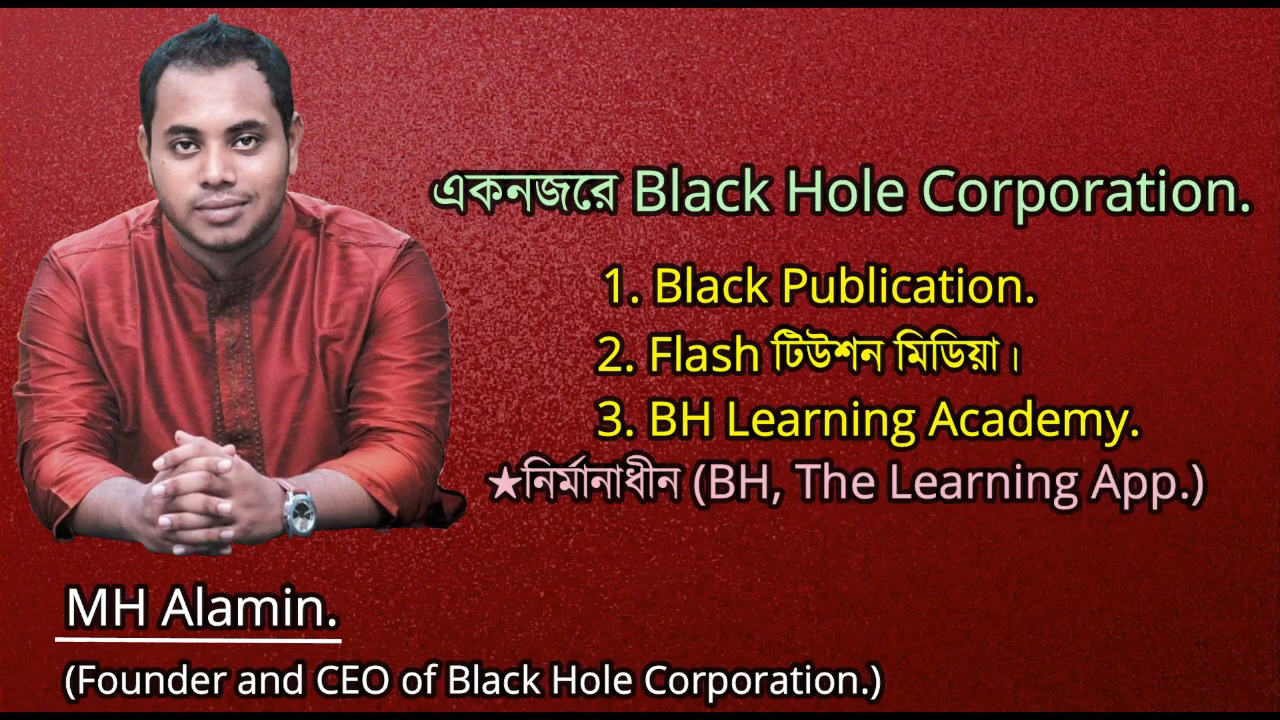 একনজরে Black Hole Corporation.
1. Black Publication.
2. Flash টিউশন মিডিয়া।
3. BH Learning Academy.
★নির্মানাধীন (BH, The Learning App.)
MH Alamin.
(Founder and CEO of Black Hole Corporation.)